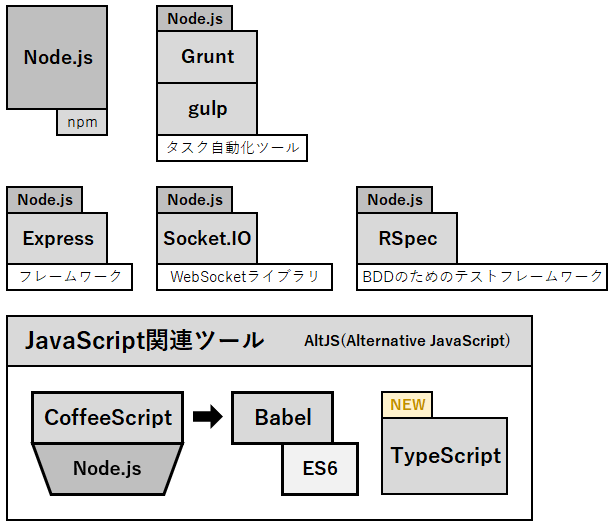 Node.js
npm
Node.js
Grunt
gulp
タスク自動化ツール
Node.js
Express
フレームワーク
Node.js
Socket.IO
WebSocketライブラリ
Node.js
RSpec
BDDのためのテストフレームワーク
JavaScript関連ツール
AltJS(Alternative JavaScript)
CoffeeScript
Node.js
Babel
ES6
NEW
TypeScript